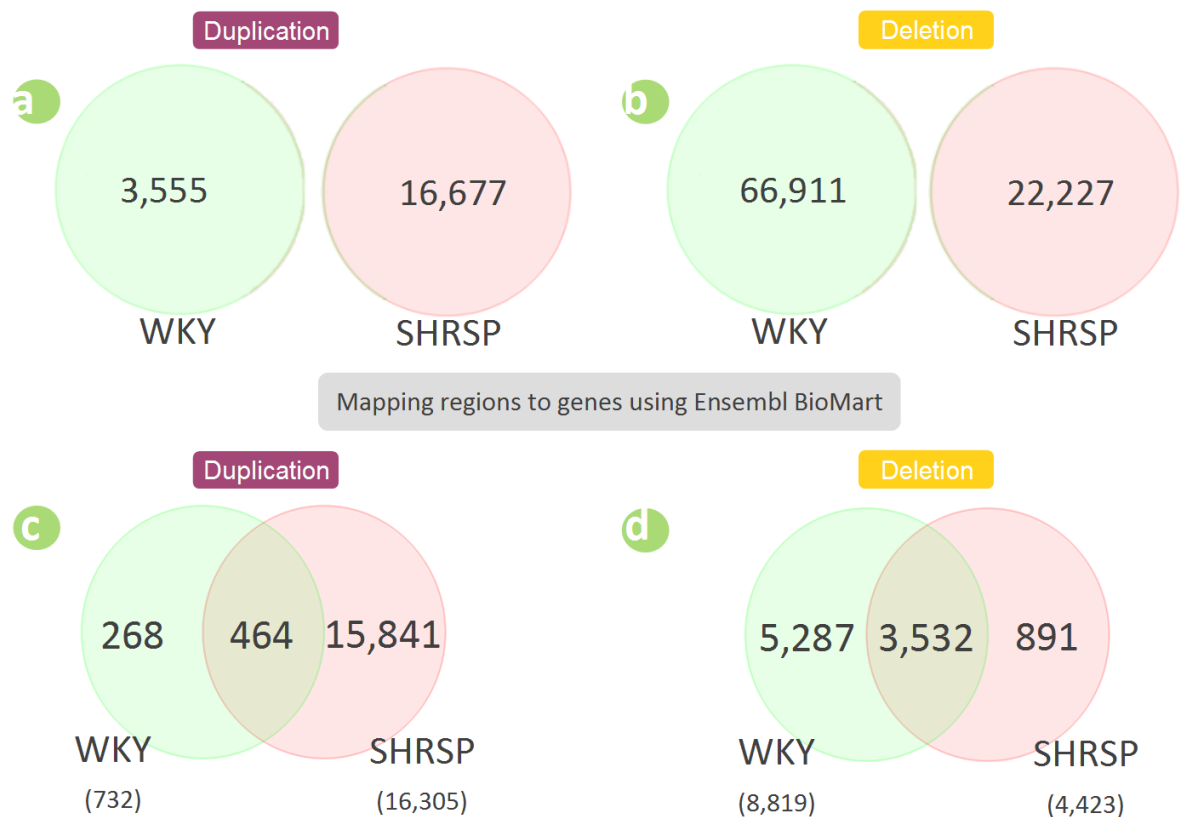 Duplication
Deletion
a
b
3,555
16,677
66,911
22,227
WKY
SHRSP
WKY
SHRSP
Mapping regions to genes using Ensembl BioMart
Duplication
Deletion
c
d
268
464
15,841
5,287
3,532
891
WKY
SHRSP
WKY
SHRSP
(732)
(16,305)
(8,819)
(4,423)